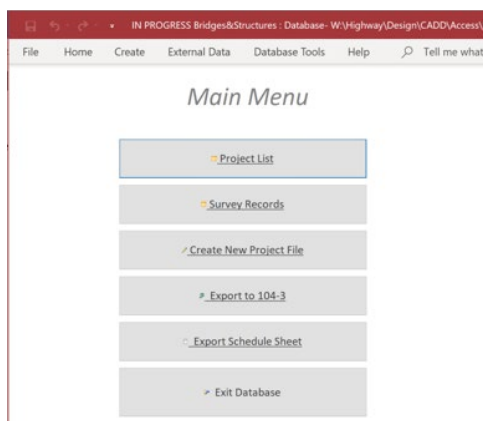 IN PROGRESS Bridges&Structures : Database- W:\Highway\Design\CADD\Access\
File Home Create External Data Database Tools Help Tell me what
Main Menu
Project List
Survey Records
Create New Project File
Export to 104-3
Export Schedule Sheet
Exit Database